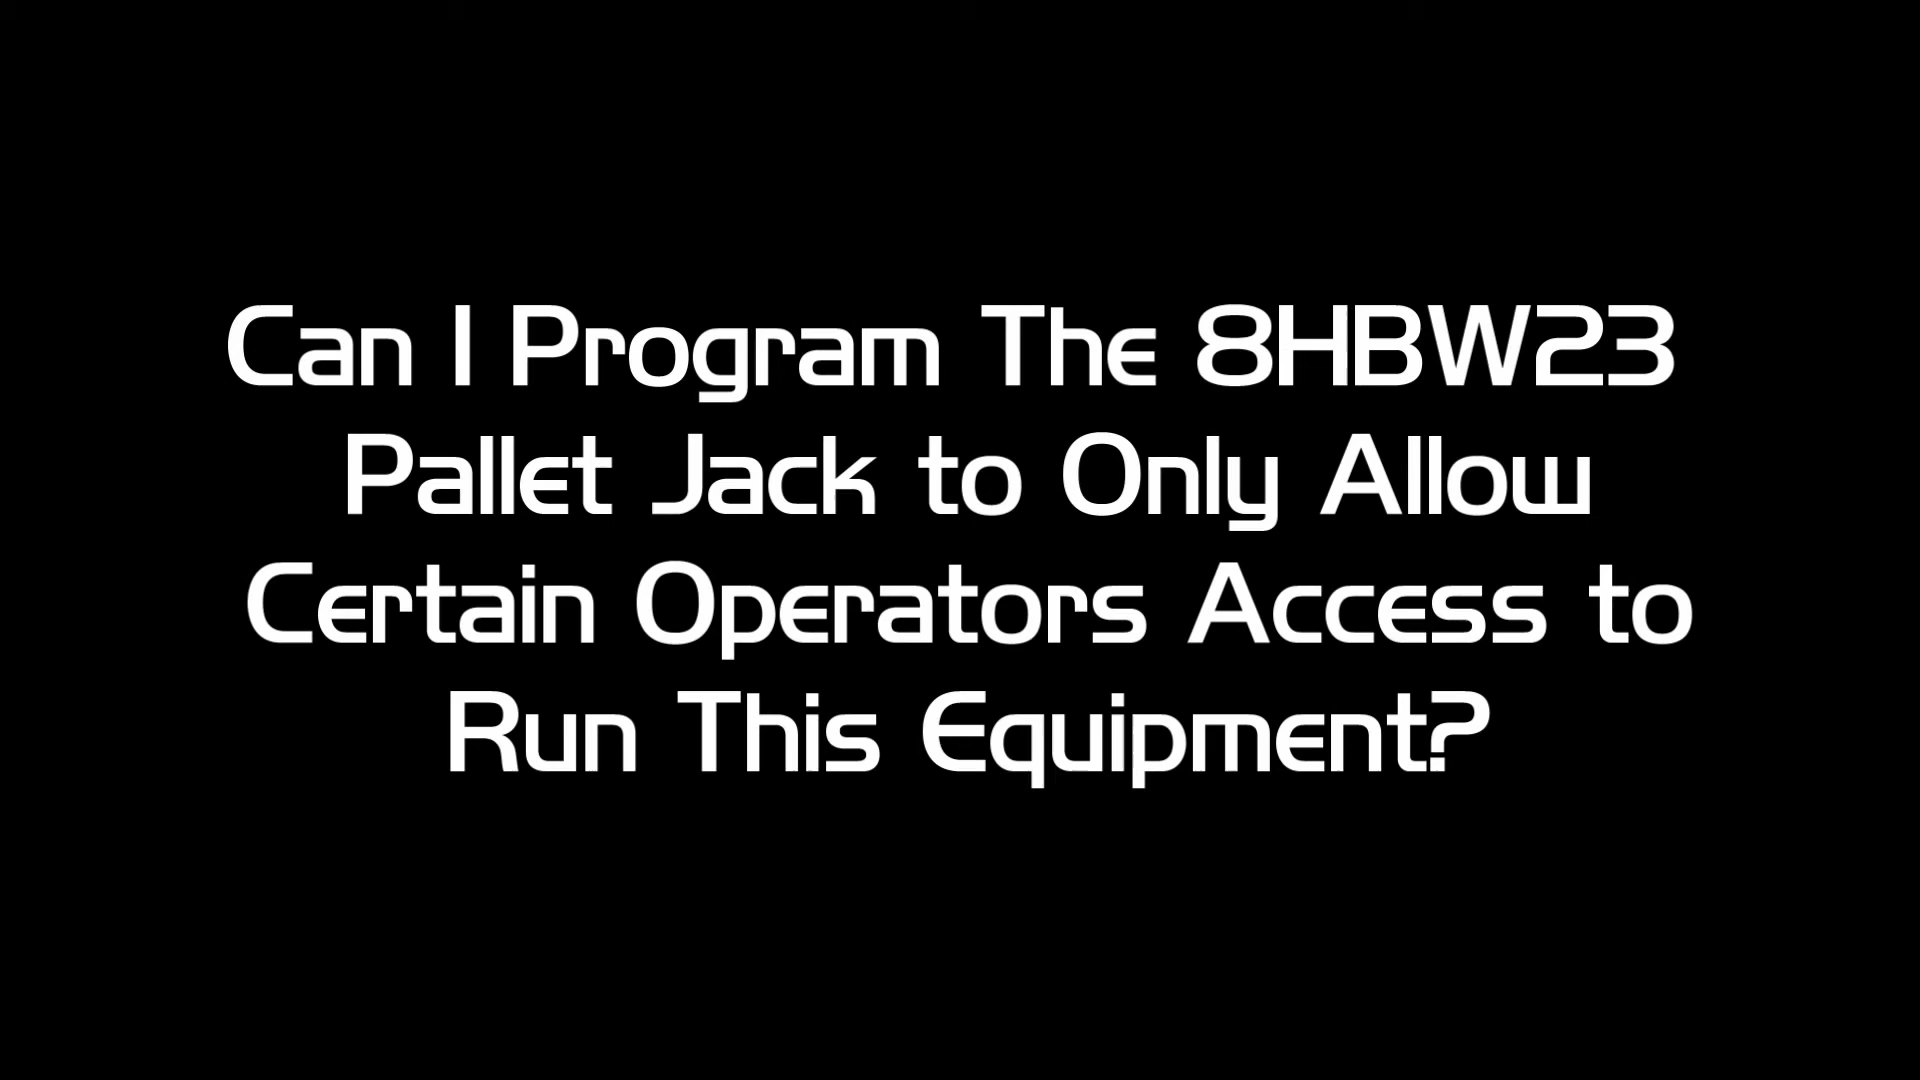 Can I Program The 8HBW23
Pallet Jack to Only Allow
Certain Operators Access to
Run This Equipment?